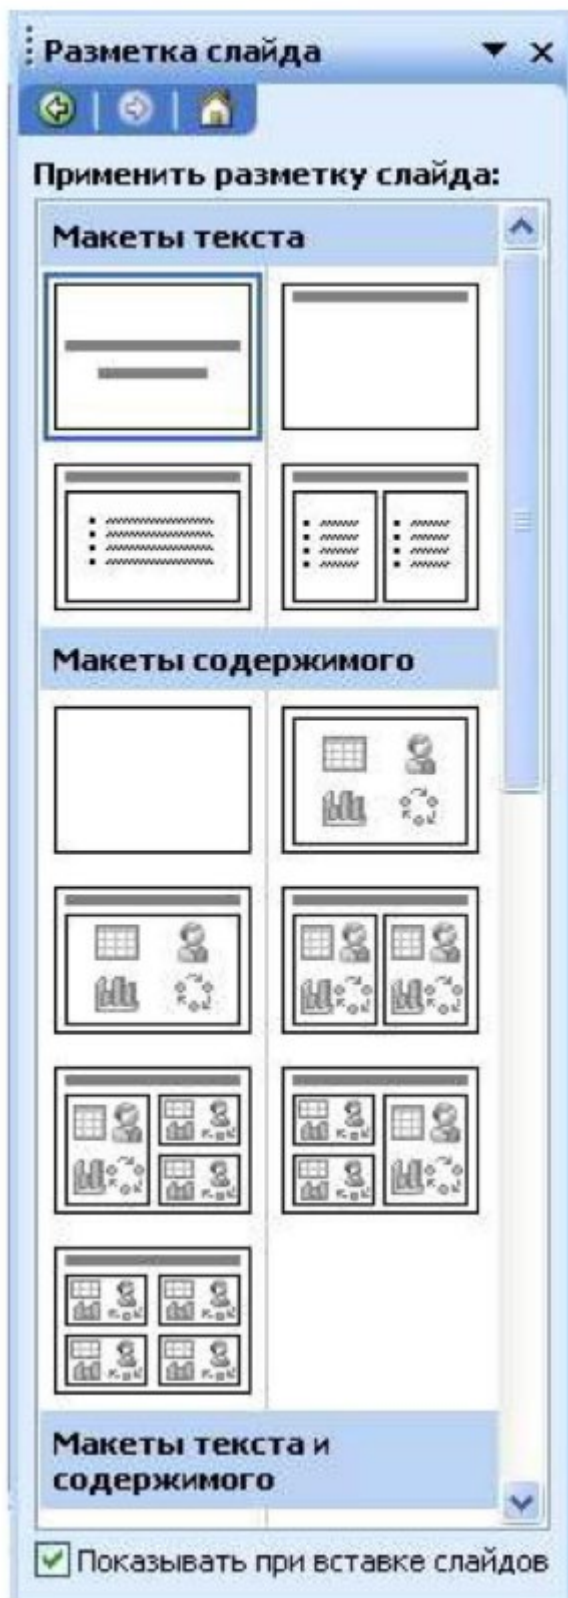 Разметка слайда
Применить разметку слайда:
Макеты текста
Макеты содержимого
Макеты текста и
содержимого
Показывать при вставке слайдов